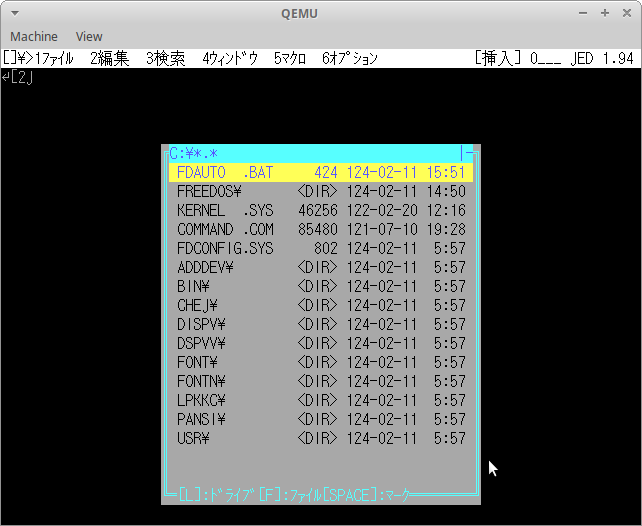 QEMU
Machine View
[]¥>1ファイル 2編集 3検索 4ウィンドウ 5マクロ 6オプション [挿入] 0___ JED 1.94
↵[2J
C:¥*.*
FDAUTO .BAT 424 124-02-11 15:51
FREEDOS¥ <DIR> 124-02-11 14:50
KERNEL .SYS 46256 122-02-20 12:16
COMMAND .COM 85480 121-07-10 19:28
FDCONFIG.SYS 802 124-02-11 5:57
ADDDEV¥ <DIR> 124-02-11 5:57
BIN¥ <DIR> 124-02-11 5:57
CHEJ¥ <DIR> 124-02-11 5:57
DISPV¥ <DIR> 124-02-11 5:57
DSPVV¥ <DIR> 124-02-11 5:57
FONT¥ <DIR> 124-02-11 5:57
FONTN¥ <DIR> 124-02-11 5:57
LPKKC¥ <DIR> 124-02-11 5:57
PANSI¥ <DIR> 124-02-11 5:57
USR¥ <DIR> 124-02-11 5:57
[L]:ドライブ[F]:ファイル[SPACE]:マーク